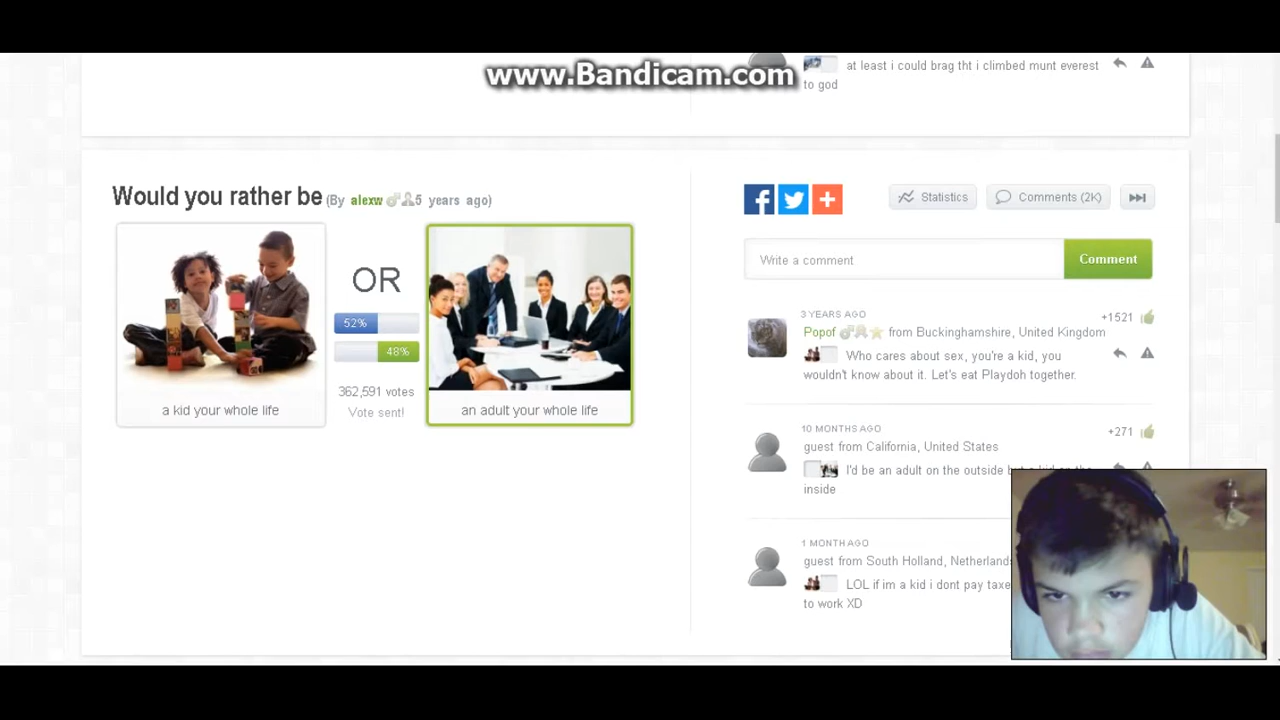 www.Bandicam.com
at least i could brag tht i climbed munt everest
to god
Would you rather be (By alexw 5 years ago)
a kid your whole life
OR
52%
48%
362,591 votes
Vote sent!
an adult your whole life
Statistics
Comments (2K)
Write a comment
Comment
3 YEARS AGO
+1521
Popof from Buckinghamshire, United Kingdom
Who cares about sex, you're a kid, you
wouldn't know about it. Let's eat Playdoh together.
10 MONTHS AGO
+271
guest from California, United States
I'd be an adult on the outside but a kid on the
inside
1 MONTH AGO
guest from South Holland, Netherlands
LOL if im a kid i dont pay taxe
to work XD